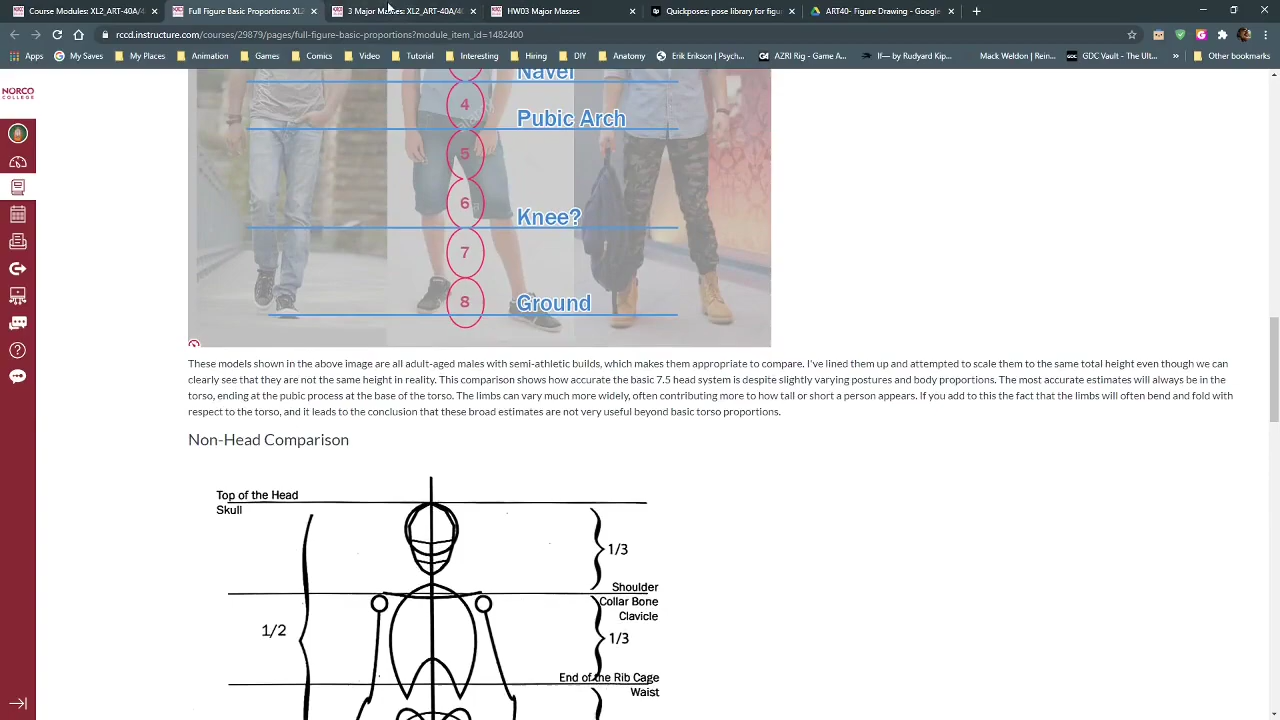 Course Modules: XL2_ART-40A/4
Full Figure Basic Proportions: XL2
3 Major Masses: XL2_ART-40A/40
HW03 Major Masses
Quickposes: pose library for figu
ART40- Figure Drawing - Google
rccd.instructure.com/courses/29879/pages/full-figure-basic-proportions?module_item_id=1482400
Apps
My Saves
My Places
Animation
Games
Comics
Video
Tutorial
Illustration
Hiring
DIY
Anatomy
Erik Erikson | Psych...
AZRI Rig - Game A...
If— by Rudyard Kip...
Mack Weldon | Rein...
GDC Vault - The Ult...
Other bookmarks
NORCO
COLLEGE
Navel
4
Pubic Arch
5
6
Knee?
7
8
Ground
These models shown in the above image are all adult-aged males with semi-athletic builds, which makes them appropriate to compare. I've lined them up and attempted to scale them to the same total height even though we can
clearly see that they are not the same height in reality. This comparison shows how accurate the basic 7.5 head system is despite slightly varying postures and body proportions. The most accurate estimates will always be in the
torso, ending at the pubic process at the base of the torso. The limbs can vary much more widely, often contributing more to how tall or short a person appears. If you add to this the fact that the limbs will often bend and fold with
respect to the torso, and it leads to the conclusion that these broad estimates are not very useful beyond basic torso proportions.
Non-Head Comparison
Top of the Head
Skull
1/3
Shoulder
Collar Bone
Clavicle
1/2
1/3
End of the Rib Cage
Waist